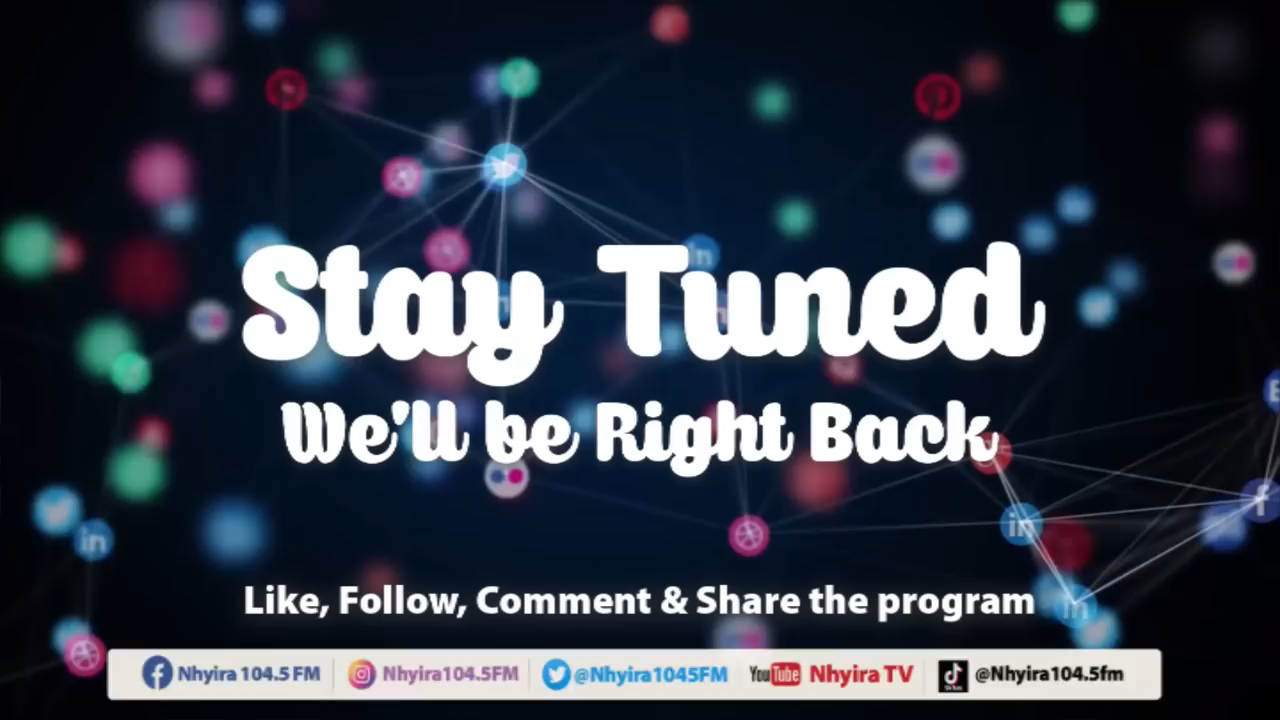 Stay Tuned
We'll be Right Back
Like, Follow, Comment & Share the program
Nhyira 104.5 FM Nhyira104.5FM @Nhyira1045FM YouTube Nhyira TV @Nhyira104.5fm